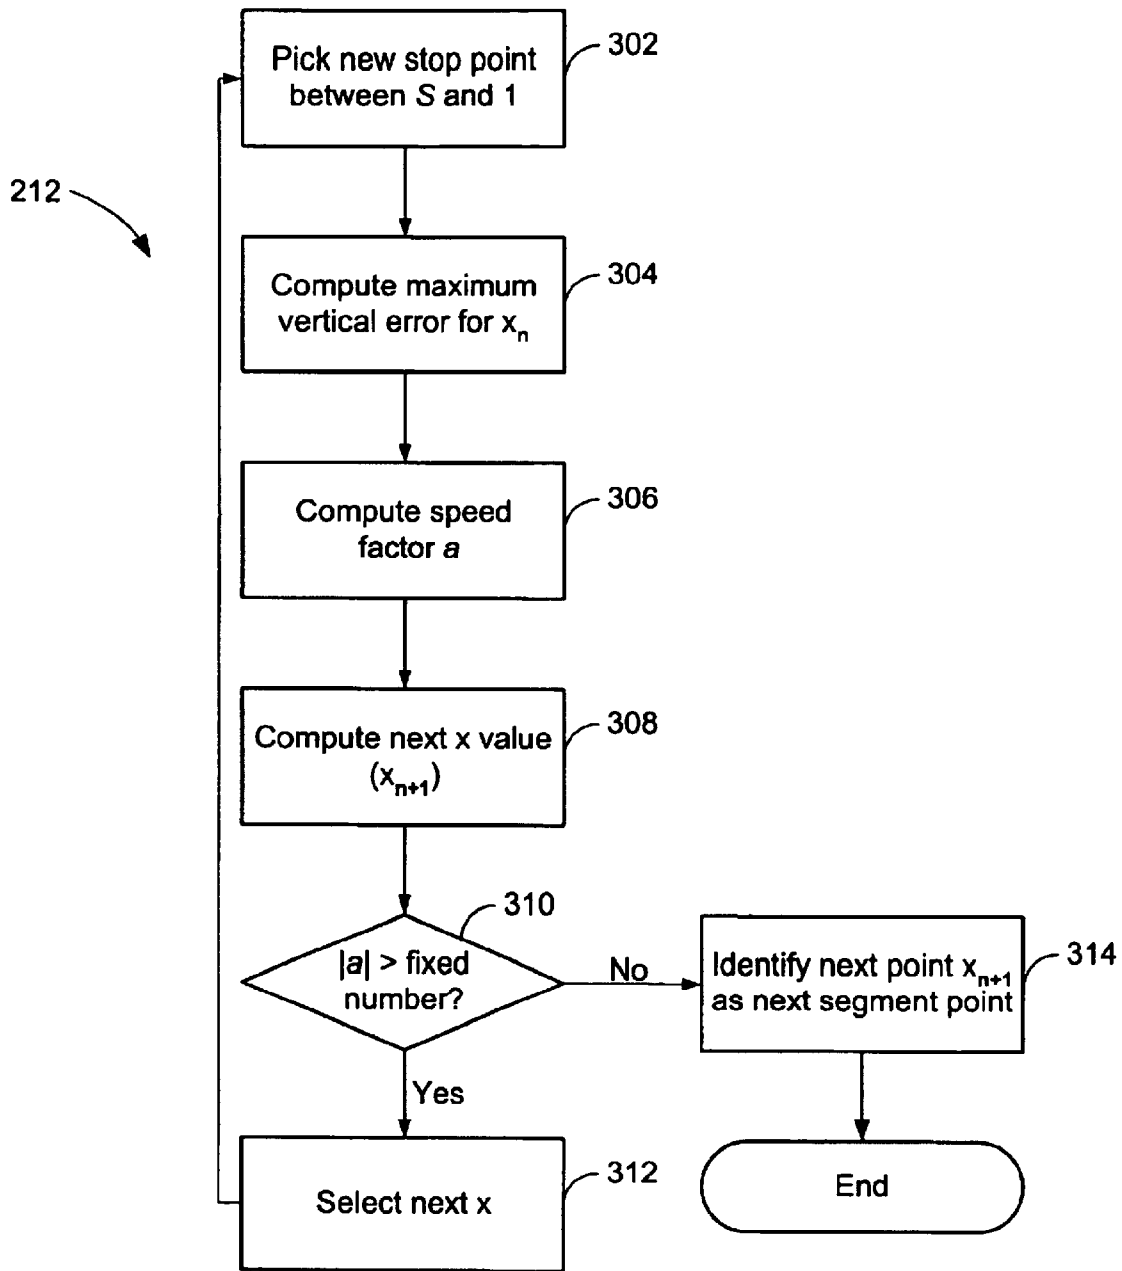 Pick new stop point
between S and 1
302
212
Compute maximum
vertical error for xn
304
Compute speed
factor a
306
Compute next x value
(xn+1)
308
|a| > fixed
number?
310
No
Identify next point xn+1
as next segment point
314
Yes
Select next x
312
End